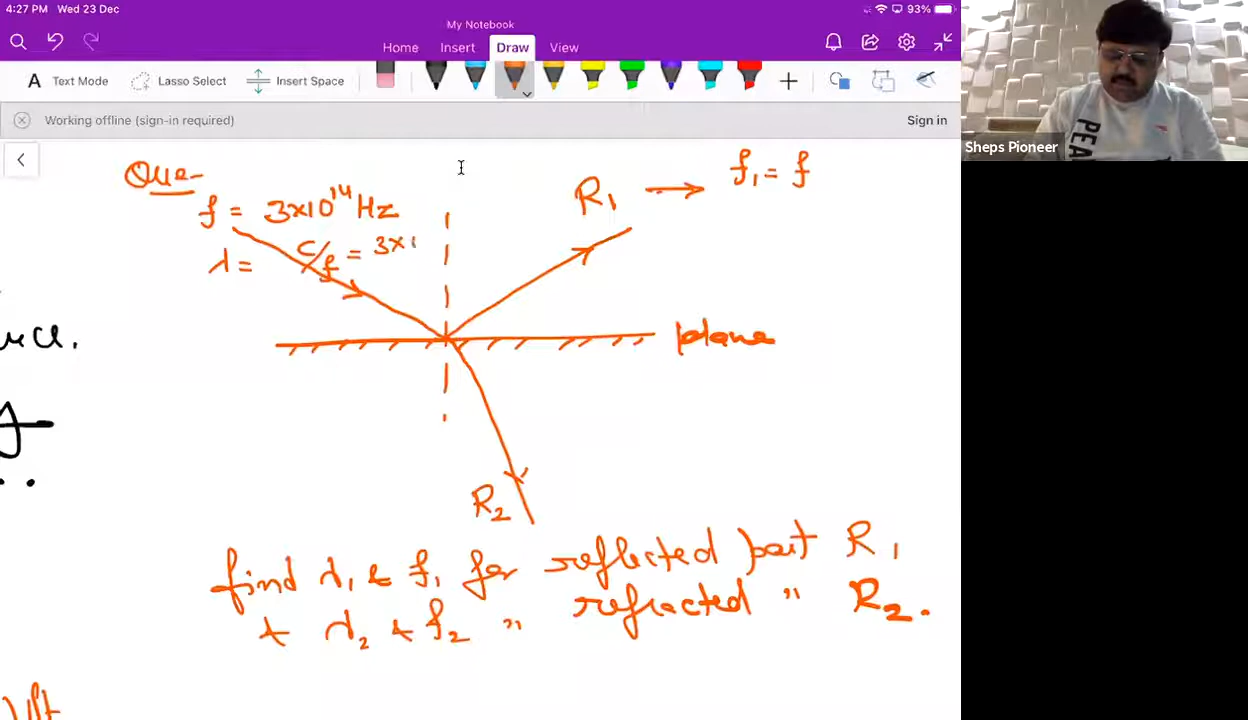 4:27 PM Wed 23 Dec
93%
My Notebook
Home Insert Draw View
A Text Mode Lasso Select Insert Space
Working offline (sign-in required)
Sign in
Sheps Pioneer
PEA
Que-
f = 3×10¹⁴ Hz
λ = c/f = 3×1
R₁ → f₁ = f
plane
R₂
find λ₁ & f₁ for reflected part R₁
& λ₂ & f₂ " refracted " R₂.